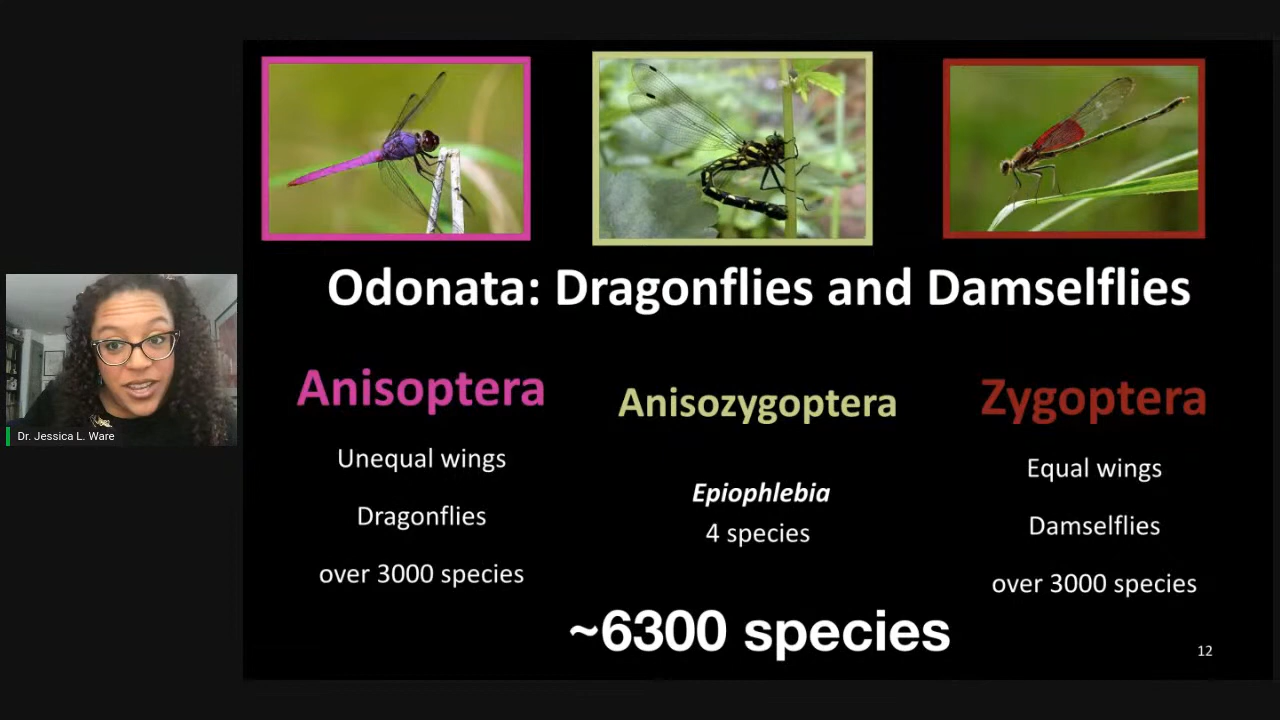 Odonata: Dragonflies and Damselflies
Anisoptera
Unequal wings
Dragonflies
over 3000 species
Anisozygoptera
Epiophlebia
4 species
Zygoptera
Equal wings
Damselflies
over 3000 species
~6300 species
12
Dr. Jessica L. Ware